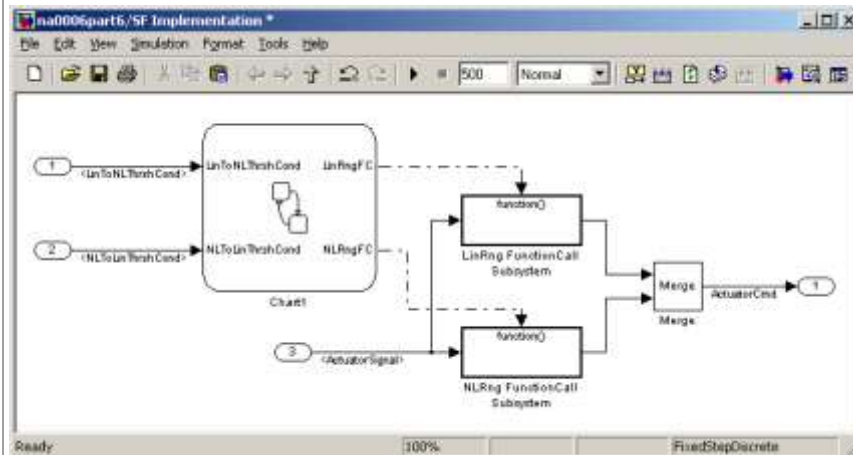 na0006part6/SF Implementation *
File Edit View Simulation Format Tools Help
500 Normal
1 <LinToNLThrshCond> LinToNLThrshCond LinRngFC
function()
2 <NLToLinThrshCond> NLToLinThrshCond NLRngFC
LinRng FunctionCall
Subsystem
Chart1
Merge ActuatorCmd 1
Merge
3 <ActuatorSignal>
function()
NLRng FunctionCall
Subsystem
Ready 100% FixedStepDiscrete